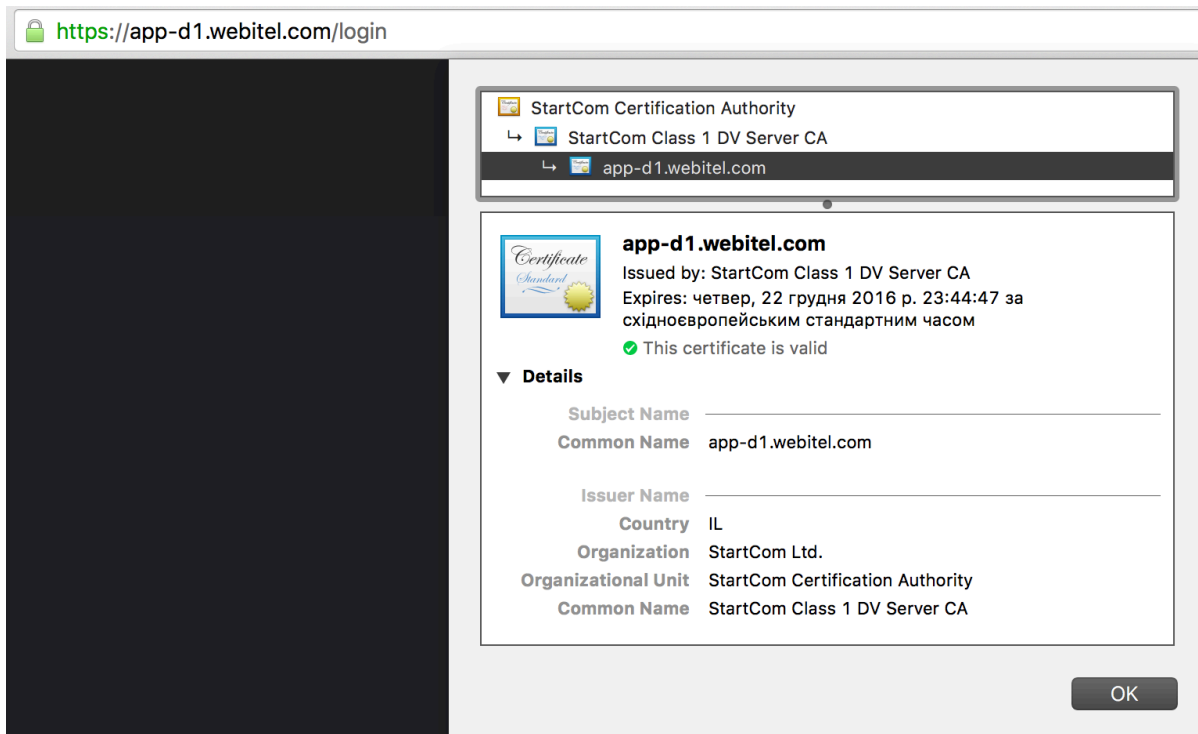 https://app-d1.webitel.com/login
StartCom Certification Authority
StartCom Class 1 DV Server CA
app-d1.webitel.com
Certificate
Standard
app-d1.webitel.com
Issued by: StartCom Class 1 DV Server CA
Expires: четвер, 22 грудня 2016 р. 23:44:47 за
східноєвропейським стандартним часом
This certificate is valid
Details
Subject Name
Common Name app-d1.webitel.com
Issuer Name
Country IL
Organization StartCom Ltd.
Organizational Unit StartCom Certification Authority
Common Name StartCom Class 1 DV Server CA
OK